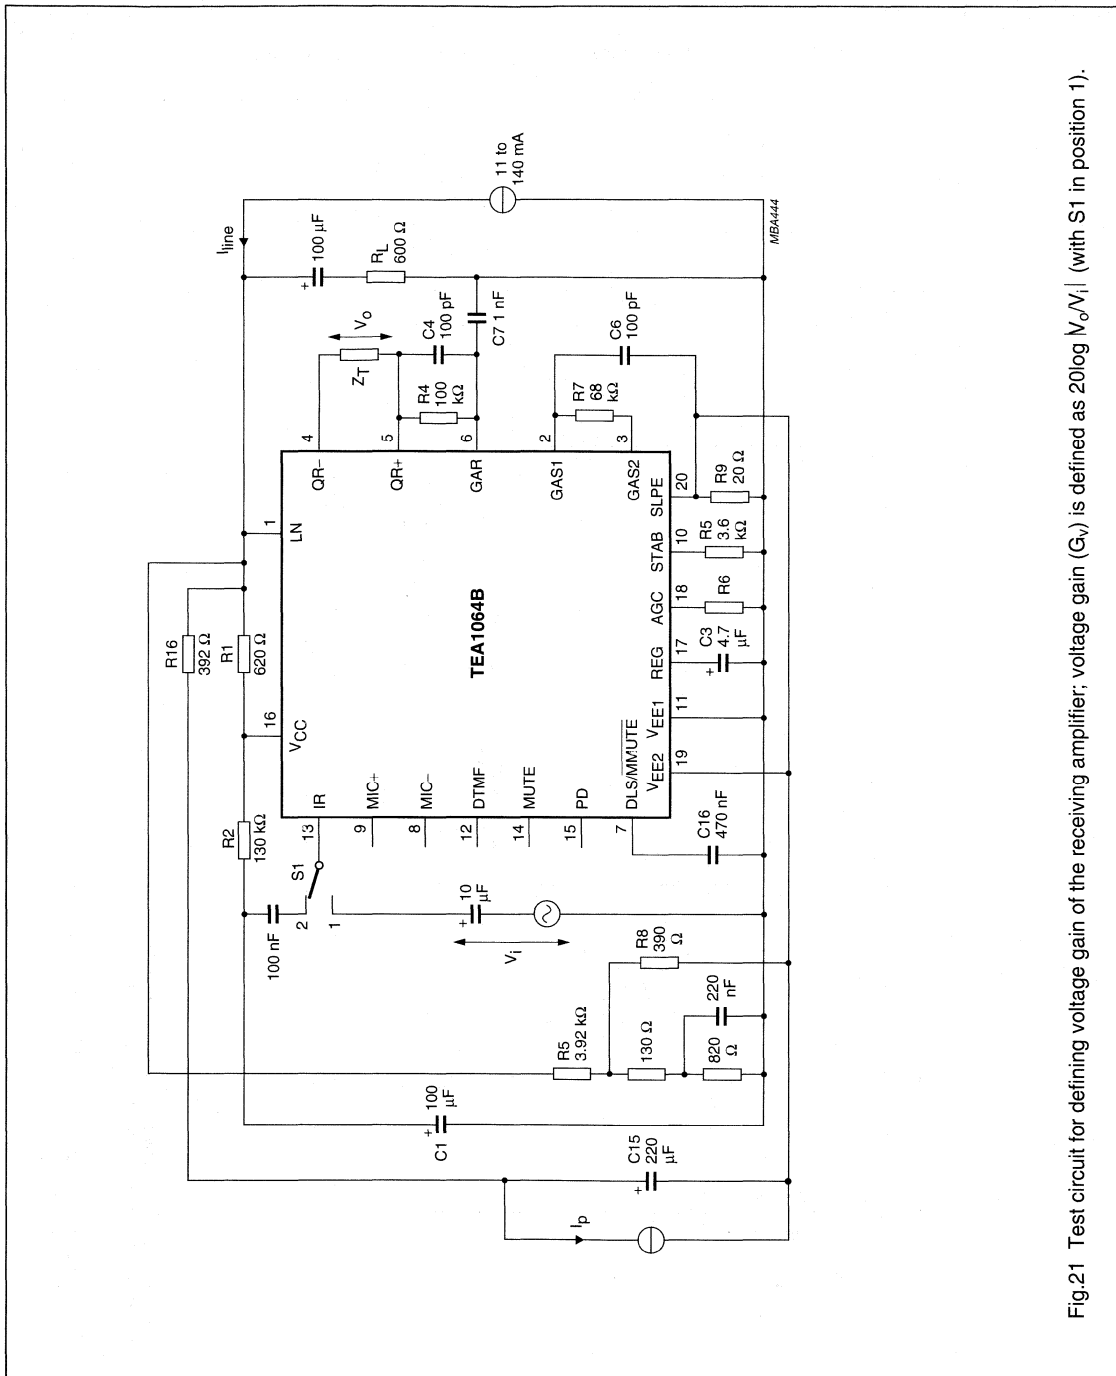 R16
392 Ω
R1
620 Ω
I line
11 to
140 mA
100 μF
+
RL
600 Ω
R2
130 kΩ
16
VCC
1
LN
QR−
4
ZT
Vo
QR+
5
R4
100
kΩ
C4
100 pF
GAR
6
C7 1 nF
MBA444
GAS1
2
R7
68
kΩ
C6
100 pF
GAS2
3
TEA1064B
100 nF
2
1
S1
13
IR
9
MIC+
8
MIC−
12
DTMF
14
MUTE
15
PD
7
DLS/MMUTE
+ 10
μF
Vi
C16
470 nF
VEE2
19
VEE1
11
REG
17
AGC
18
STAB
10
SLPE
20
+
C3
4.7
μF
R6
R5
3.6
kΩ
R9
20 Ω
R5
3.92 kΩ
R8
390
Ω
130 Ω
220
nF
820
Ω
C1
+
100
μF
C15
220
μF
+
Ip
Fig.21 Test circuit for defining voltage gain of the receiving amplifier; voltage gain (Gv) is defined as 20log |Vo/Vi| (with S1 in position 1).